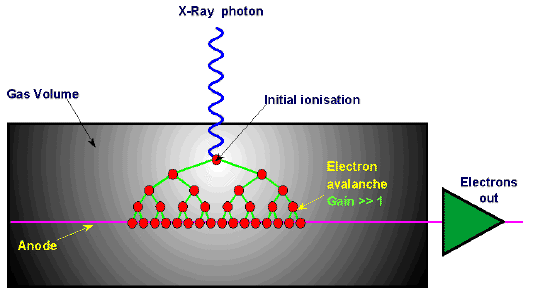 X-Ray photon
Gas Volume
Initial ionisation
Electron
avalanche
Gain >> 1
Electrons
out
Anode